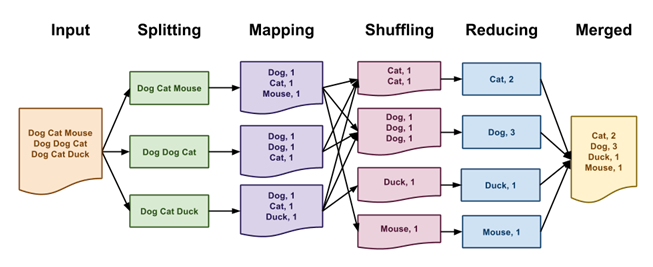 Input
Splitting
Mapping
Shuffling
Reducing
Merged
Dog Cat Mouse
Dog Dog Cat
Dog Cat Duck
Dog Cat Mouse
Dog Dog Cat
Dog Cat Duck
Dog, 1
Cat, 1
Mouse, 1
Dog, 1
Dog, 1
Cat, 1
Dog, 1
Cat, 1
Duck, 1
Cat, 1
Cat, 1
Dog, 1
Dog, 1
Dog, 1
Duck, 1
Mouse, 1
Cat, 2
Dog, 3
Duck, 1
Mouse, 1
Cat, 2
Dog, 3
Duck, 1
Mouse, 1